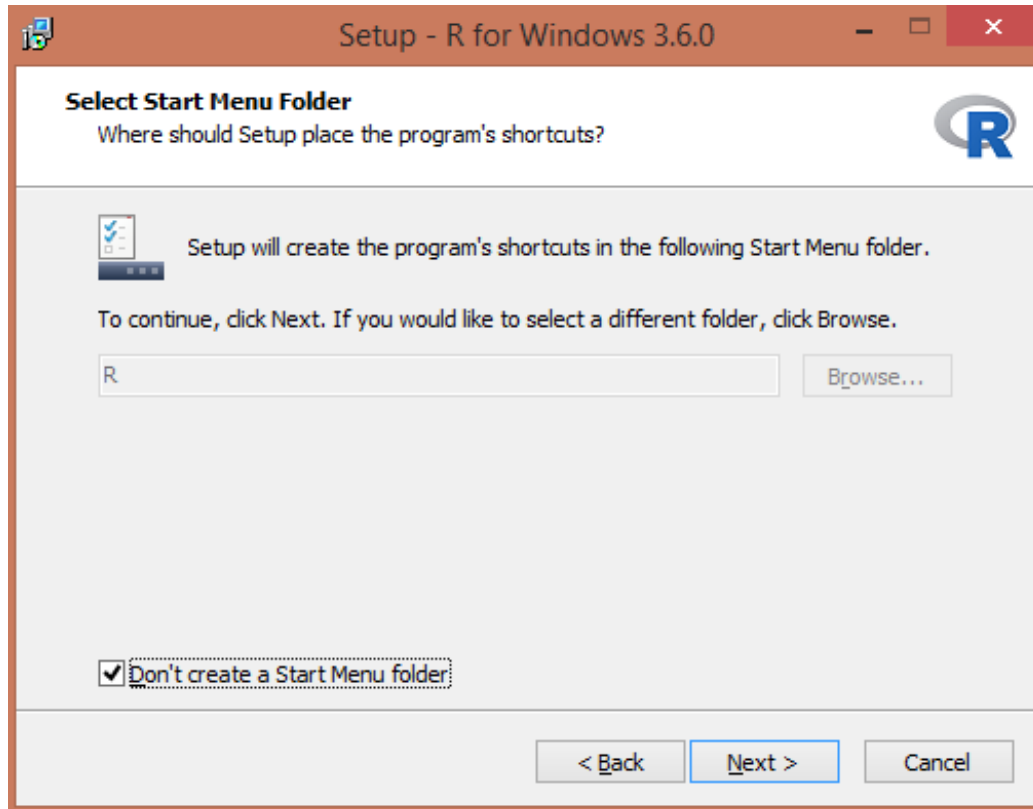 Setup - R for Windows 3.6.0
Select Start Menu Folder
Where should Setup place the program's shortcuts?
R
Setup will create the program's shortcuts in the following Start Menu folder.
To continue, click Next. If you would like to select a different folder, click Browse.
R
Browse...
Don't create a Start Menu folder
< Back
Next >
Cancel